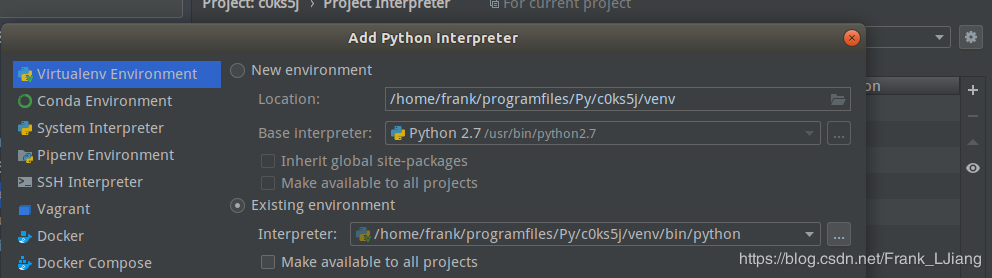 Project: c0ks5j › Project Interpreter For current project
Add Python Interpreter
Virtualenv Environment
Conda Environment
System Interpreter
Pipenv Environment
SSH Interpreter
Vagrant
Docker
Docker Compose
New environment
Location: /home/frank/programfiles/Py/c0ks5j/venv
Base interpreter: Python 2.7 /usr/bin/python2.7
Inherit global site-packages
Make available to all projects
Existing environment
Interpreter: /home/frank/programfiles/Py/c0ks5j/venv/bin/python
Make available to all projects
on
https://blog.csdn.net/Frank_LJiang